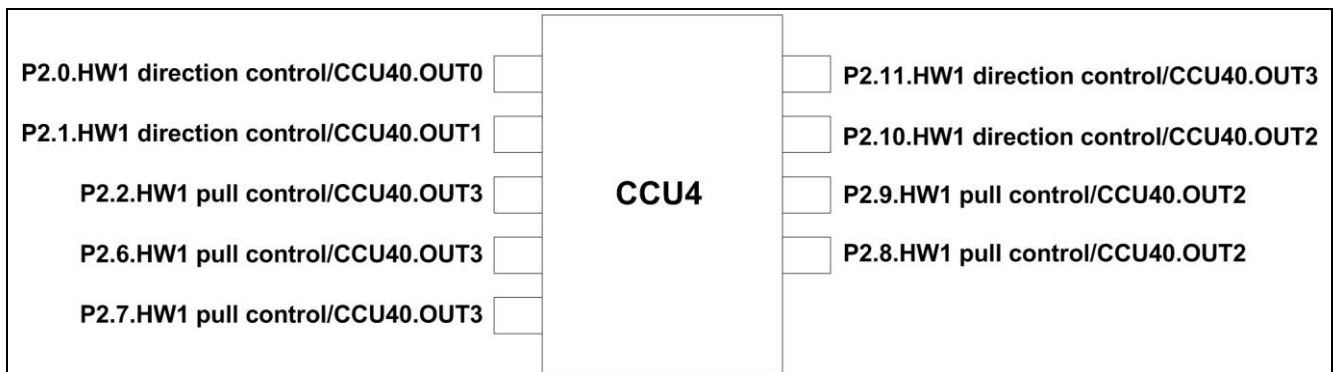 P2.0.HW1 direction control/CCU40.OUT0
P2.1.HW1 direction control/CCU40.OUT1
P2.2.HW1 pull control/CCU40.OUT3
P2.6.HW1 pull control/CCU40.OUT3
P2.7.HW1 pull control/CCU40.OUT3
CCU4
P2.11.HW1 direction control/CCU40.OUT3
P2.10.HW1 direction control/CCU40.OUT2
P2.9.HW1 pull control/CCU40.OUT2
P2.8.HW1 pull control/CCU40.OUT2